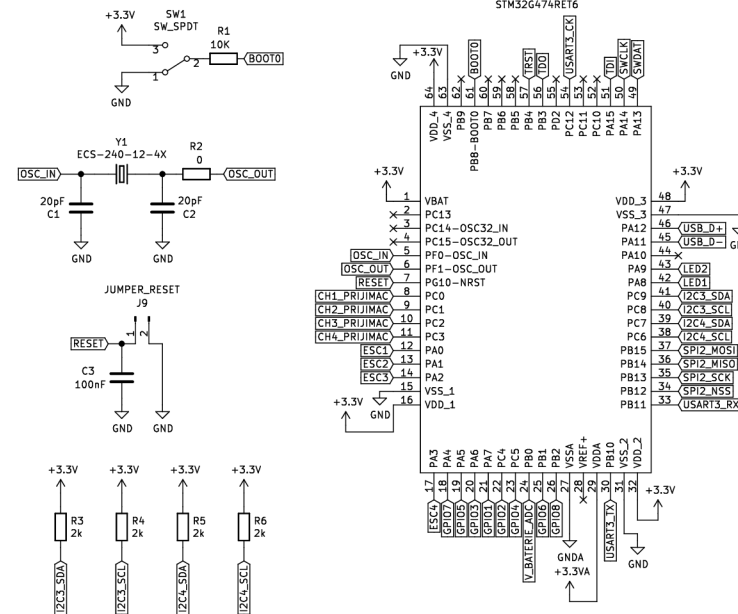 STM32G474RET6
+3.3V
SW1
SW_SPDT
3
2
1
R1
10K
BOOT0
GND
Y1
ECS-240-12-4X
R2
0
OSC_IN
OSC_OUT
20pF
C1
20pF
C2
GND
GND
JUMPER_RESET
J9
1
2
RESET
C3
100nF
GND
GND
+3.3V
+3.3V
+3.3V
+3.3V
R3
2k
R4
2k
R5
2k
R6
2k
I2C3_SDA
I2C3_SCL
I2C4_SDA
I2C4_SCL
GND
+3.3V
BOOT0
TRST
TDO
USART3_CK
TDI
SWCLK
SWDAT
64
63
62
61
60
59
58
57
56
55
54
53
52
51
50
49
VDD_4
VSS_4
PB9
PB8-BOOT0
PB7
PB6
PB5
PB4
PB3
PD2
PC12
PC11
PC10
PA15
PA14
PA13
+3.3V
1 VBAT
2 PC13
3 PC14-OSC32_IN
4 PC15-OSC32_OUT
OSC_IN 5 PF0-OSC_IN
OSC_OUT 6 PF1-OSC_OUT
RESET 7 PG10-NRST
CH1_PRIJIMAC 8 PC0
CH2_PRIJIMAC 9 PC1
CH3_PRIJIMAC 10 PC2
CH4_PRIJIMAC 11 PC3
ESC1 12 PA0
ESC2 13 PA1
ESC3 14 PA2
15 VSS_1
16 VDD_1
+3.3V
GND
+3.3V
VDD_3 48
VSS_3 47
PA12 46 USB_D+
PA11 45 USB_D-
PA10 44
PA9 43 LED2
PA8 42 LED1
PC9 41 I2C3_SDA
PC8 40 I2C3_SCL
PC7 39 I2C4_SDA
PC6 38 I2C4_SCL
PB15 37 SPI2_MOSI
PB14 36 SPI2_MISO
PB13 35 SPI2_SCK
PB12 34 SPI2_NSS
PB11 33 USART3_RX
PA3
PA4
PA5
PA6
PA7
PC4
PC5
PB0
PB1
PB2
VSSA
VREF+
VDDA
PB10
VSS_2
VDD_2
17
18
19
20
21
22
23
24
25
26
27
28
29
30
31
32
ESC4
GPIO7
GPIO5
GPIO3
GPIO1
GPIO2
GPIO4
V_BATERIE_ADC
GPIO6
GPIO8
USART3_TX
+3.3V
GND
GNDA
+3.3VA